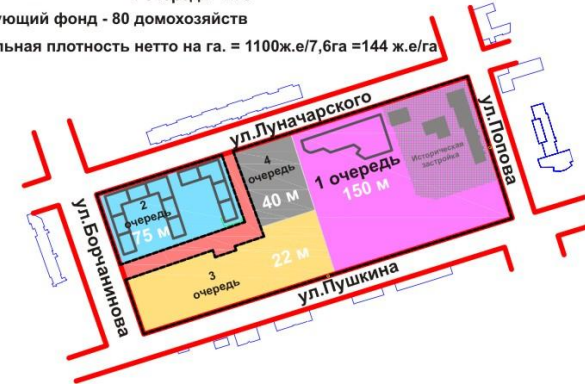 ующий фонд - 80 домохозяйств
льная плотность нетто на га. = 1100ж.е/7,6га =144 ж.е/га
ул.Луначарского
ул.Попова
4
очередь
40 м
1 очередь
150 м
Историческая
застройка
2
очередь
75 м
ул.Борчанинова
3
очередь
22 м
ул.Пушкина